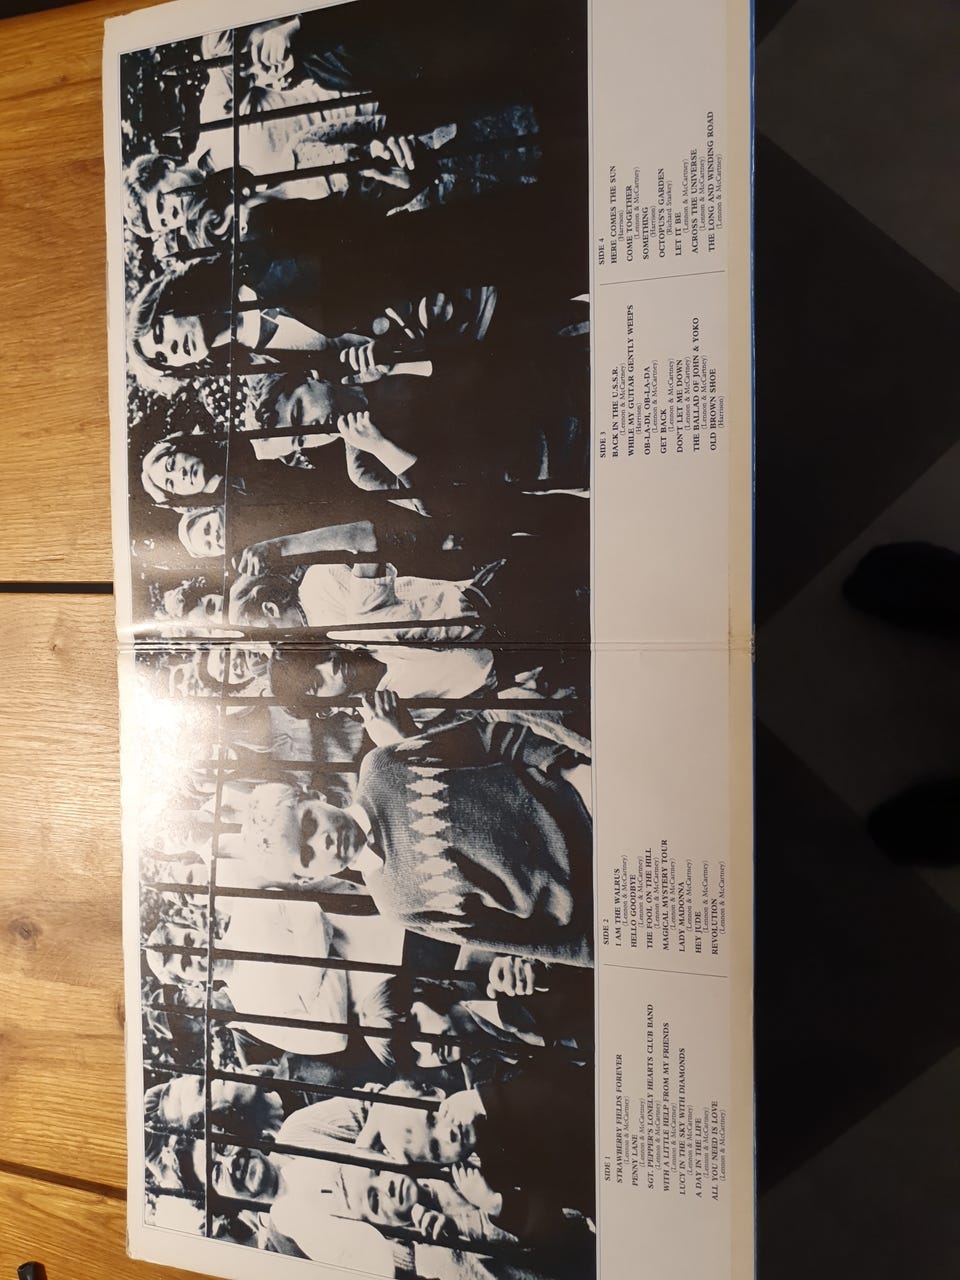 SIDE 1
STRAWBERRY FIELDS FOREVER
(Lennon & McCartney)
PENNY LANE
(Lennon & McCartney)
SGT. PEPPER'S LONELY HEARTS CLUB BAND
(Lennon & McCartney)
WITH A LITTLE HELP FROM MY FRIENDS
(Lennon & McCartney)
LUCY IN THE SKY WITH DIAMONDS
(Lennon & McCartney)
A DAY IN THE LIFE
(Lennon & McCartney)
ALL YOU NEED IS LOVE
(Lennon & McCartney)
SIDE 2
I AM THE WALRUS
(Lennon & McCartney)
HELLO GOODBYE
(Lennon & McCartney)
THE FOOL ON THE HILL
(Lennon & McCartney)
MAGICAL MYSTERY TOUR
(Lennon & McCartney)
LADY MADONNA
(Lennon & McCartney)
HEY JUDE
(Lennon & McCartney)
REVOLUTION
(Lennon & McCartney)
SIDE 3
BACK IN THE U.S.S.R.
(Lennon & McCartney)
WHILE MY GUITAR GENTLY WEEPS
(Harrison)
OB-LA-DI, OB-LA-DA
(Lennon & McCartney)
GET BACK
(Lennon & McCartney)
DON'T LET ME DOWN
(Lennon & McCartney)
THE BALLAD OF JOHN & YOKO
(Lennon & McCartney)
OLD BROWN SHOE
(Harrison)
SIDE 4
HERE COMES THE SUN
(Harrison)
COME TOGETHER
(Lennon & McCartney)
SOMETHING
(Harrison)
OCTOPUS'S GARDEN
(Richard Starkey)
LET IT BE
(Lennon & McCartney)
ACROSS THE UNIVERSE
(Lennon & McCartney)
THE LONG AND WINDING ROAD
(Lennon & McCartney)